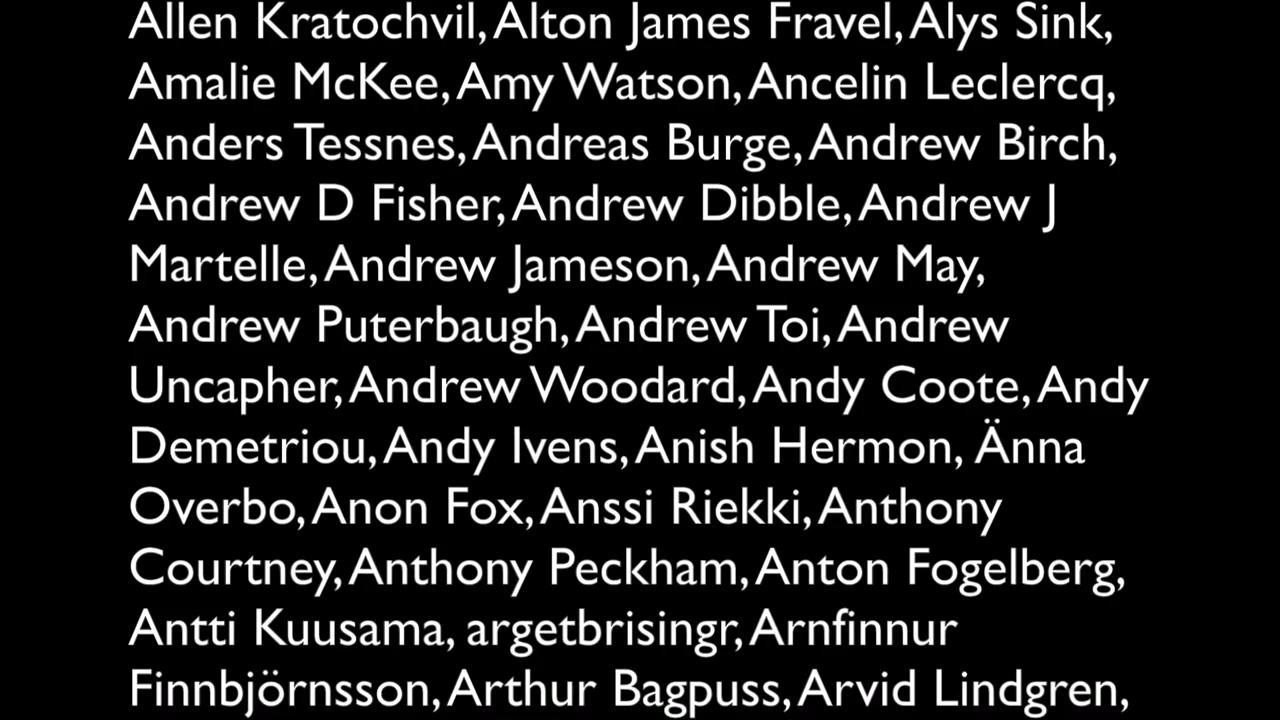 Allen Kratochvil, Alton James Fravel, Alys Sink,
Amalie McKee, Amy Watson, Ancelin Leclercq,
Anders Tessnes, Andreas Burge, Andrew Birch,
Andrew D Fisher, Andrew Dibble, Andrew J
Martelle, Andrew Jameson, Andrew May,
Andrew Puterbaugh, Andrew Toi, Andrew
Uncapher, Andrew Woodard, Andy Coote, Andy
Demetriou, Andy Ivens, Anish Hermon, Änna
Overbo, Anon Fox, Anssi Riekki, Anthony
Courtney, Anthony Peckham, Anton Fogelberg,
Antti Kuusama, argetbrisingr, Arnfinnur
Finnbjörnsson, Arthur Bagpuss, Arvid Lindgren,